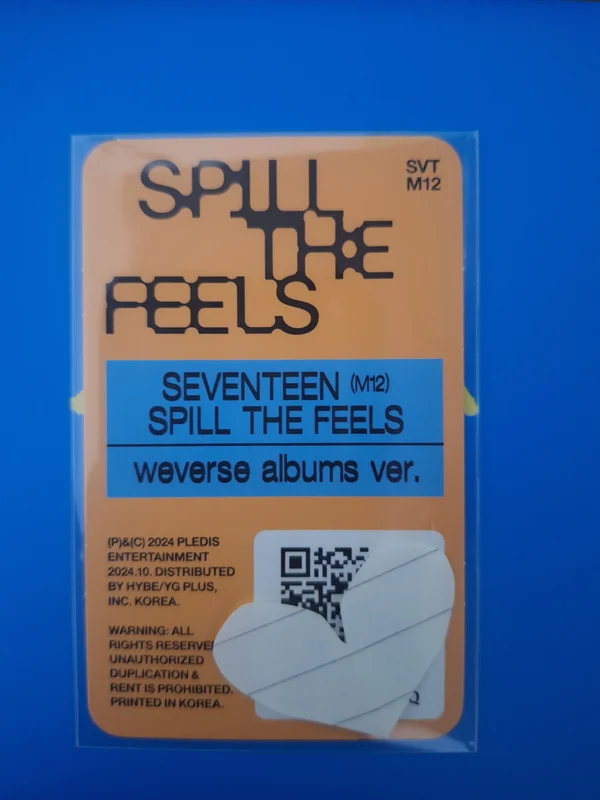 SPILL
THE
FEELS
SVT
M12
SEVENTEEN (M12)
SPILL THE FEELS
weverse albums ver.
(P)&(C) 2024 PLEDIS
ENTERTAINMENT
2024.10. DISTRIBUTED
BY HYBE/YG PLUS,
INC. KOREA.
WARNING: ALL
RIGHTS RESERVE
UNAUTHORIZED
DUPLICATION &
RENT IS PROHIBITED.
PRINTED IN KOREA.
Q